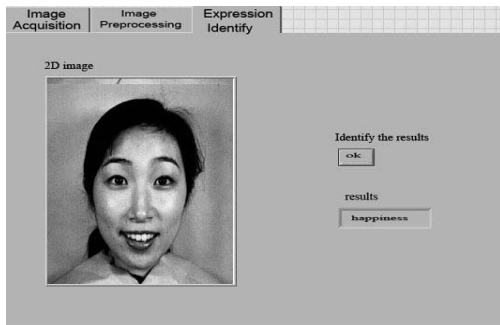 Image
Acquisition
Image
Preprocessing
Expression
Identify
2D image
Identify the results
ok
results
happiness